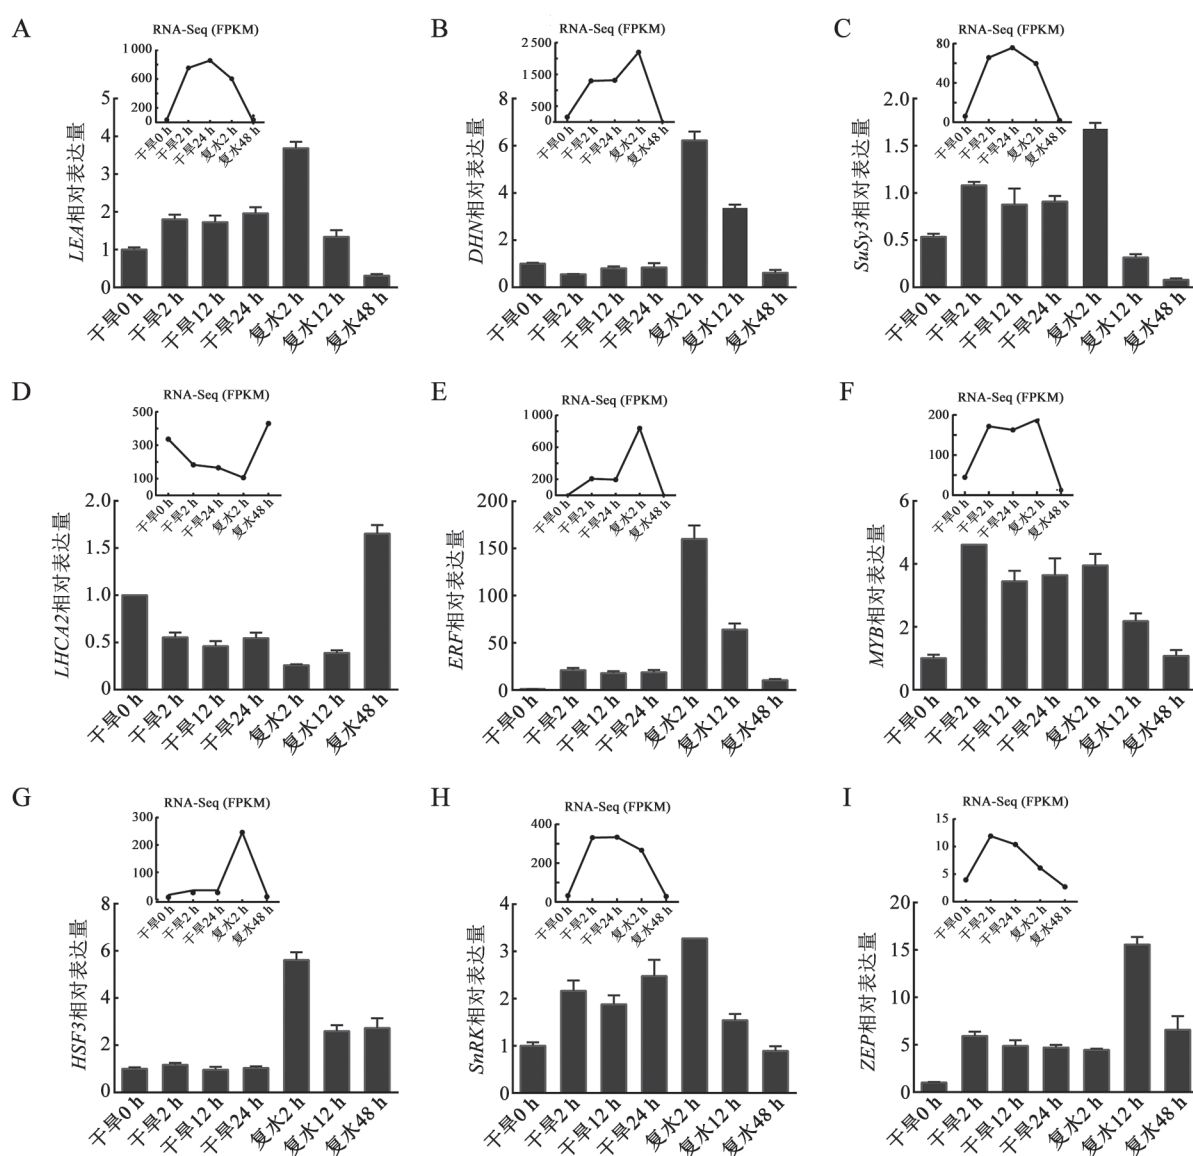 A
RNA-Seq (FPKM)
1 000
800
600
400
200
0
干旱0 h
干旱2 h
干旱24 h
复水2 h
复水48 h
LEA相对表达量
5
4
3
2
1
0
干旱0 h
干旱2 h
干旱12 h
干旱24 h
复水2 h
复水12 h
复水48 h
B
RNA-Seq (FPKM)
2 500
2 000
1 500
1 000
500
0
干旱0 h
干旱2 h
干旱24 h
复水2 h
复水48 h
DHN相对表达量
8
6
4
2
0
干旱0 h
干旱2 h
干旱12 h
干旱24 h
复水2 h
复水12 h
复水48 h
C
RNA-Seq (FPKM)
80
60
40
20
0
干旱0 h
干旱2 h
干旱24 h
复水2 h
复水48 h
SuSy3相对表达量
2.0
1.5
1.0
0.5
0
干旱0 h
干旱2 h
干旱12 h
干旱24 h
复水2 h
复水12 h
复水48 h
D
RNA-Seq (FPKM)
500
400
300
200
100
0
干旱0 h
干旱2 h
干旱24 h
复水2 h
复水48 h
LHCA2相对表达量
2.0
1.5
1.0
0.5
0
干旱0 h
干旱2 h
干旱12 h
干旱24 h
复水2 h
复水12 h
复水48 h
E
RNA-Seq (FPKM)
1 000
800
600
400
200
0
干旱0 h
干旱2 h
干旱24 h
复水2 h
复水48 h
ERF相对表达量
200
150
100
50
0
干旱0 h
干旱2 h
干旱12 h
干旱24 h
复水2 h
复水12 h
复水48 h
F
RNA-Seq (FPKM)
200
150
100
50
0
干旱0 h
干旱2 h
干旱24 h
复水2 h
复水48 h
MYB相对表达量
6
4
2
0
干旱0 h
干旱2 h
干旱12 h
干旱24 h
复水2 h
复水12 h
复水48 h
G
RNA-Seq (FPKM)
300
200
100
0
干旱0 h
干旱2 h
干旱24 h
复水2 h
复水48 h
HSF3相对表达量
8
6
4
2
0
干旱0 h
干旱2 h
干旱12 h
干旱24 h
复水2 h
复水12 h
复水48 h
H
RNA-Seq (FPKM)
400
300
200
100
0
干旱0 h
干旱2 h
干旱24 h
复水2 h
复水48 h
SnRK相对表达量
4
3
2
1
0
干旱0 h
干旱2 h
干旱12 h
干旱24 h
复水2 h
复水12 h
复水48 h
I
RNA-Seq (FPKM)
15
10
5
0
干旱0 h
干旱2 h
干旱24 h
复水2 h
复水48 h
ZEP相对表达量
20
15
10
5
0
干旱0 h
干旱2 h
干旱12 h
干旱24 h
复水2 h
复水12 h
复水48 h